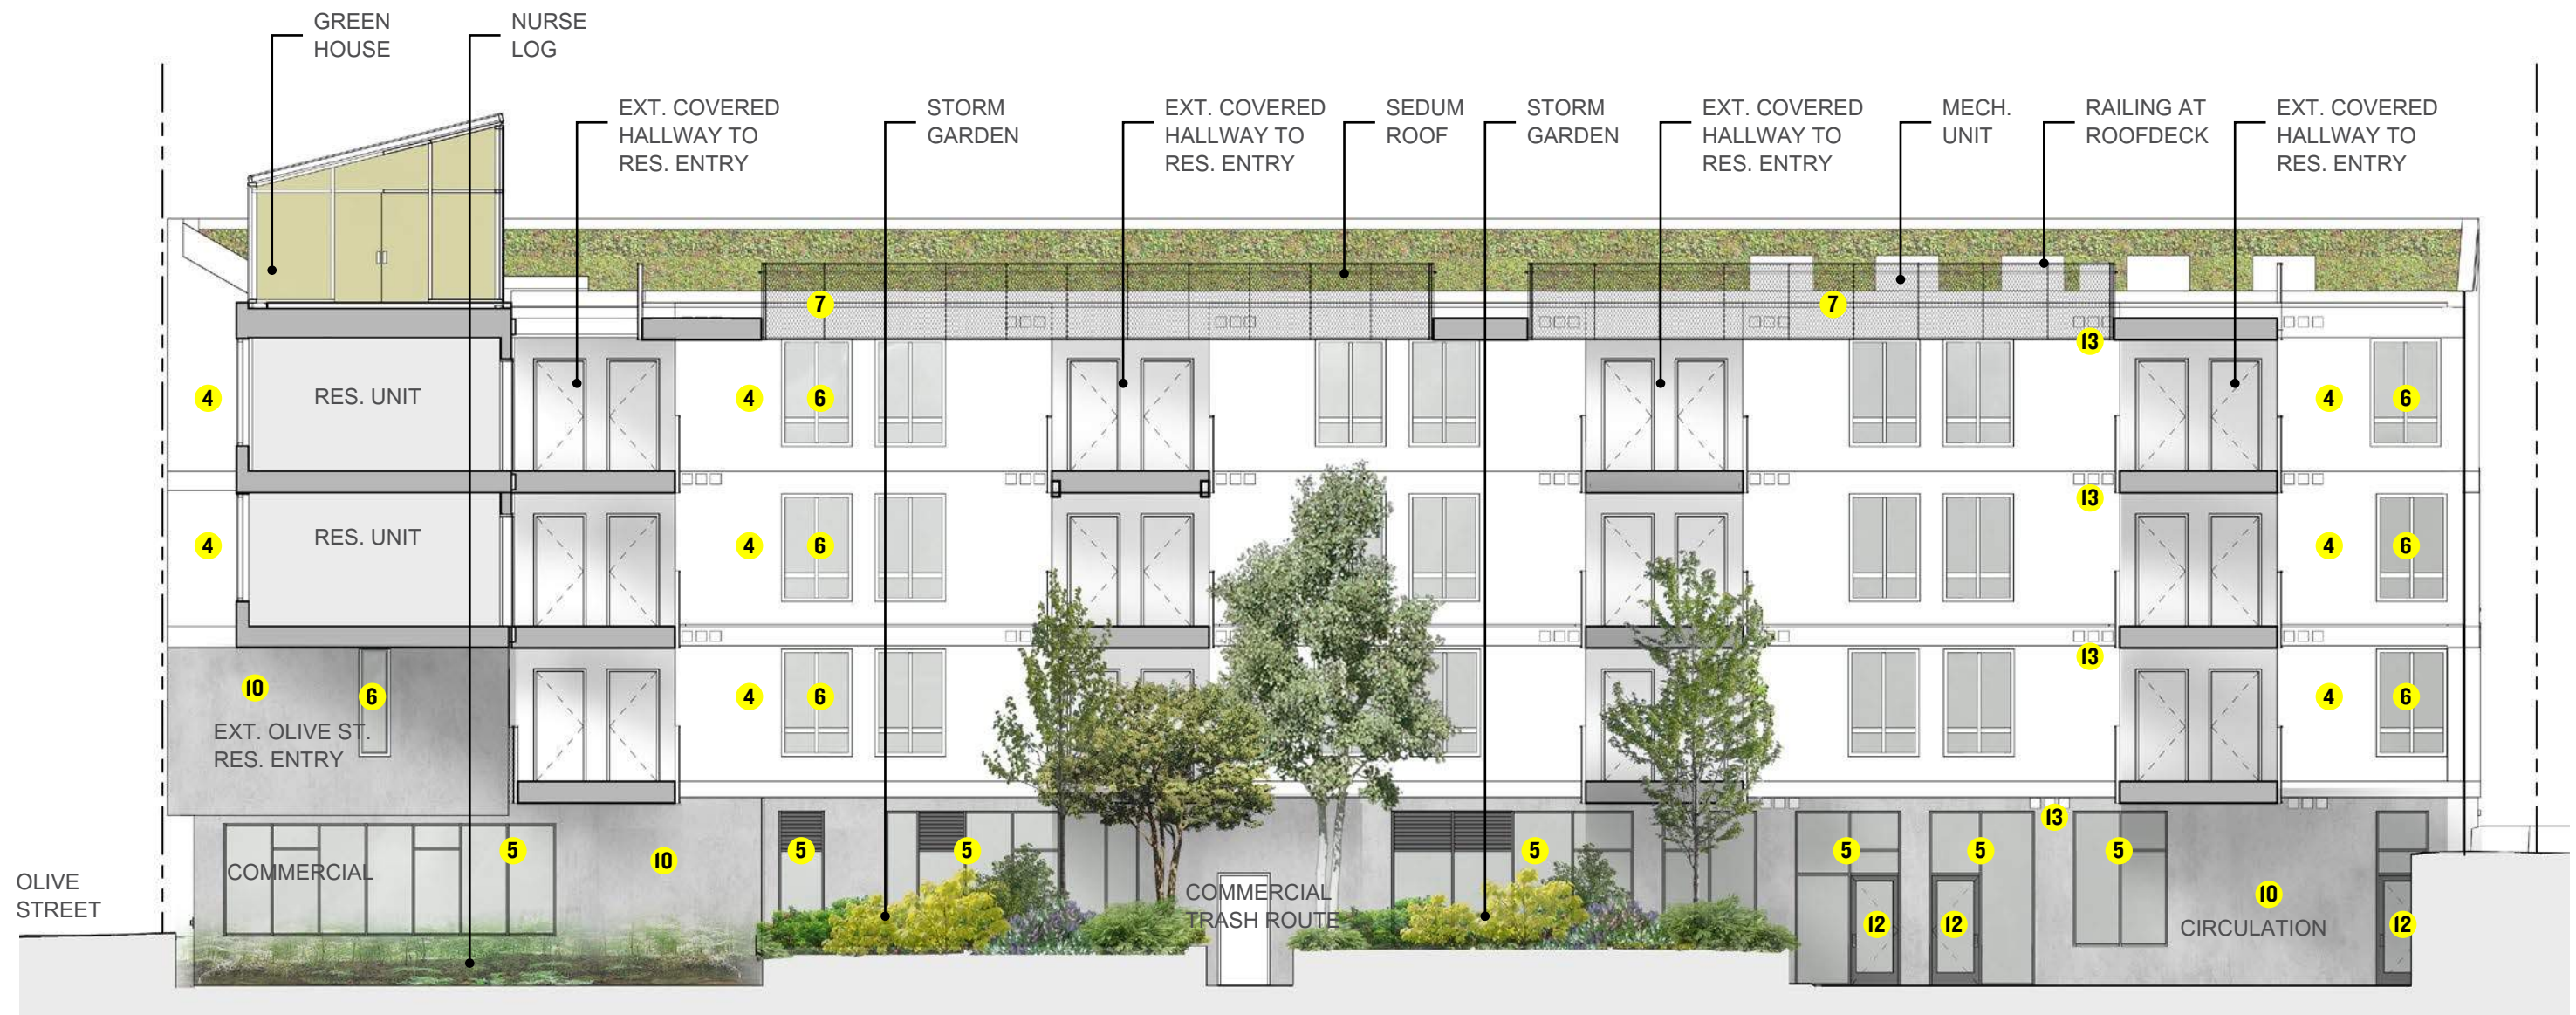 GREEN
HOUSE
NURSE
LOG
EXT. COVERED
HALLWAY TO
RES. ENTRY
STORM
GARDEN
EXT. COVERED
HALLWAY TO
RES. ENTRY
SEDUM
ROOF
STORM
GARDEN
EXT. COVERED
HALLWAY TO
RES. ENTRY
MECH.
UNIT
RAILING AT
ROOFDECK
EXT. COVERED
HALLWAY TO
RES. ENTRY
7
7
13
4
RES. UNIT
4
6
4
6
13
4
RES. UNIT
4
6
4
6
13
10
6
4
6
4
6
EXT. OLIVE ST.
RES. ENTRY
13
5
10
5
5
5
5
5
5
COMMERCIAL
OLIVE
STREET
COMMERCIAL
TRASH ROUTE
10
12
12
CIRCULATION
12